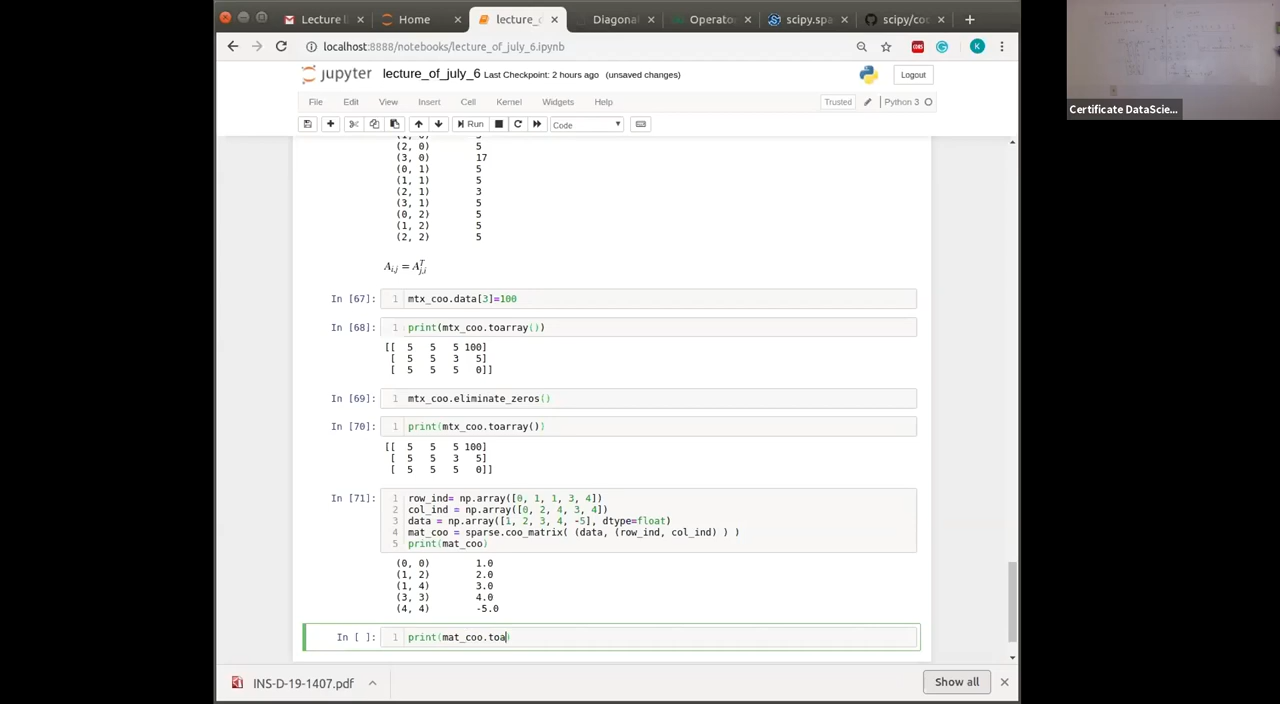 Lecture l
Home
lecture_c
Diagonal
Operato
scipy.spa
scipy/co
localhost:8888/notebooks/lecture_of_july_6.ipynb
K
jupyter lecture_of_july_6 Last Checkpoint: 2 hours ago (unsaved changes)
Logout
File Edit View Insert Cell Kernel Widgets Help
Trusted
Python 3
Run
Code
(2, 0) 5
(3, 0) 17
(0, 1) 5
(1, 1) 5
(2, 1) 3
(3, 1) 5
(0, 2) 5
(1, 2) 5
(2, 2) 5
A_{i,j} = A^T_{j,i}
In [67]: 1 mtx_coo.data[3]=100
In [68]: 1 print(mtx_coo.toarray())
[[ 5 5 5 100]
[ 5 5 3 5]
[ 5 5 5 0]]
In [69]: 1 mtx_coo.eliminate_zeros()
In [70]: 1 print(mtx_coo.toarray())
[[ 5 5 5 100]
[ 5 5 3 5]
[ 5 5 5 0]]
In [71]: 1 row_ind= np.array([0, 1, 1, 3, 4])
2 col_ind = np.array([0, 2, 4, 3, 4])
3 data = np.array([1, 2, 3, 4, -5], dtype=float)
4 mat_coo = sparse.coo_matrix( (data, (row_ind, col_ind) ) )
5 print(mat_coo)
(0, 0) 1.0
(1, 2) 2.0
(1, 4) 3.0
(3, 3) 4.0
(4, 4) -5.0
In [ ]: 1 print(mat_coo.toa)
INS-D-19-1407.pdf
Show all
Certificate DataScie...